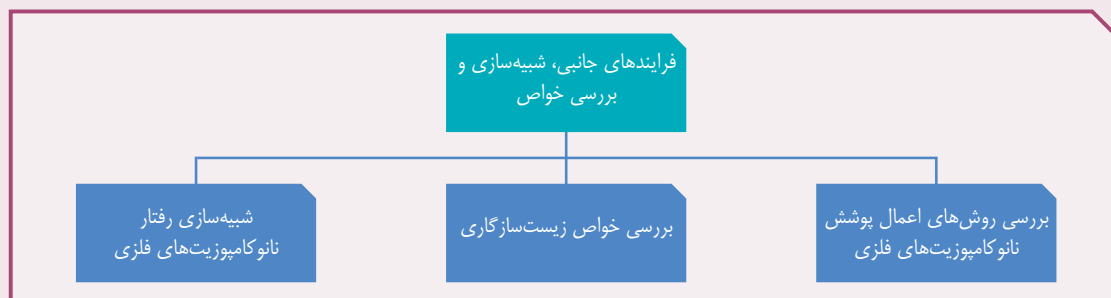 فرایندهای جانبی، شبیه‌سازی و
بررسی خواص
بررسی روش‌های اعمال پوشش
نانوکامپوزیت‌های فلزی
بررسی خواص زیست‌سازگاری
شبیه‌سازی رفتار
نانوکامپوزیت‌های فلزی